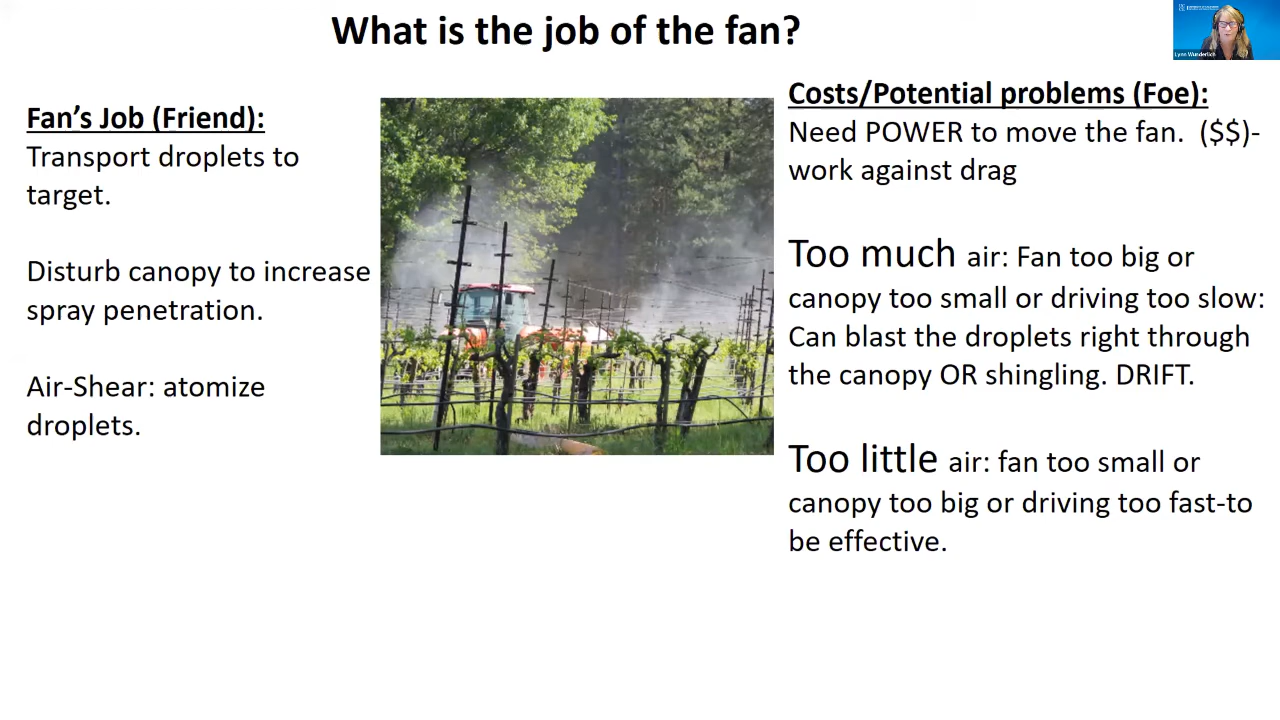 What is the job of the fan?
Lynn Wunderlich
Fan's Job (Friend):
Transport droplets to
target.
Disturb canopy to increase
spray penetration.
Air-Shear: atomize
droplets.
Costs/Potential problems (Foe):
Need POWER to move the fan. ($$)-
work against drag
Too much air: Fan too big or
canopy too small or driving too slow:
Can blast the droplets right through
the canopy OR shingling. DRIFT.
Too little air: fan too small or
canopy too big or driving too fast-to
be effective.